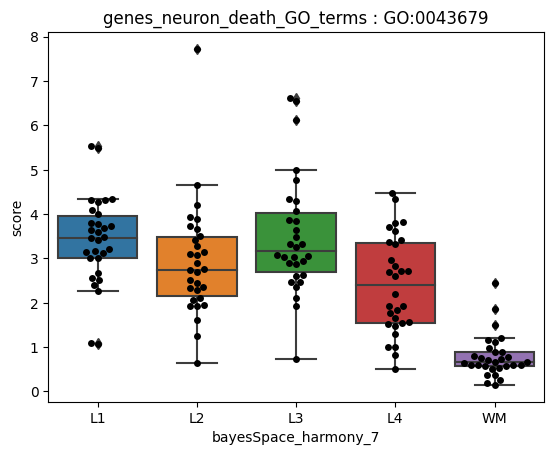 genes_neuron_death_GO_terms : GO:0043679
8
7
6
5
4
3
2
1
0
score
L1 L2 L3 L4 WM
bayesSpace_harmony_7